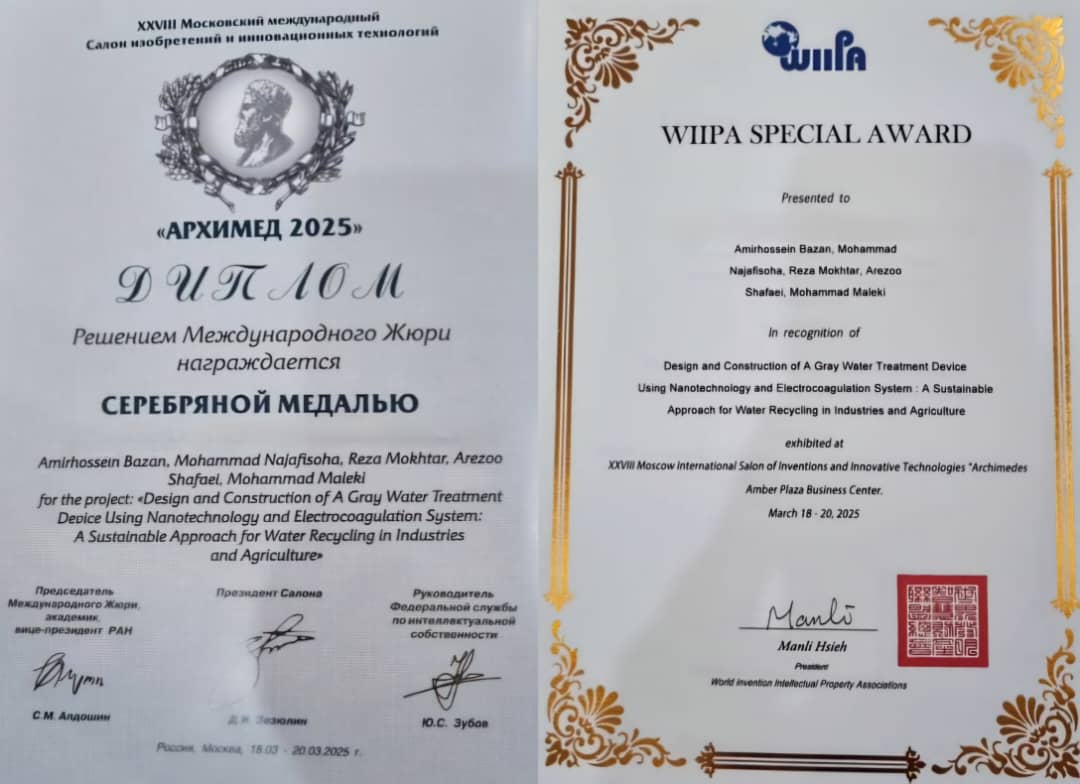 XXVIII Московский международный
Салон изобретений и инновационных технологий
«АРХИМЕД 2025»
ДИПЛОМ
Решением Международного Жюри
награждается
СЕРЕБРЯНОЙ МЕДАЛЬЮ
Amirhossein Bazan, Mohammad Najafisoha, Reza Mokhtar, Arezoo
Shafaei, Mohammad Maleki
for the project: «Design and Construction of A Gray Water Treatment
Device Using Nanotechnology and Electrocoagulation System:
A Sustainable Approach for Water Recycling in Industries
and Agriculture»
Председатель
Международного Жюри,
академик,
вице-президент РАН
С.М. Алдошин
Президент Салона
Д.И. Зезюлин
Руководитель
Федеральной службы
по интеллектуальной
собственности
Ю.С. Зубов
Россия, Москва, 18.03 - 20.03.2025 г.
WIIPA
WIIPA SPECIAL AWARD
Presented to
Amirhossein Bazan, Mohammad
Najafisoha, Reza Mokhtar, Arezoo
Shafaei, Mohammad Maleki
In recognition of
Design and Construction of A Gray Water Treatment Device
Using Nanotechnology and Electrocoagulation System : A Sustainable
Approach for Water Recycling in Industries and Agriculture
exhibited at
XXVIII Moscow International Salon of Inventions and Innovative Technologies "Archimedes
Amber Plaza Business Center.
March 18 - 20, 2025
Manli
Manli Hsieh
President
World Invention Intellectual Property Associations